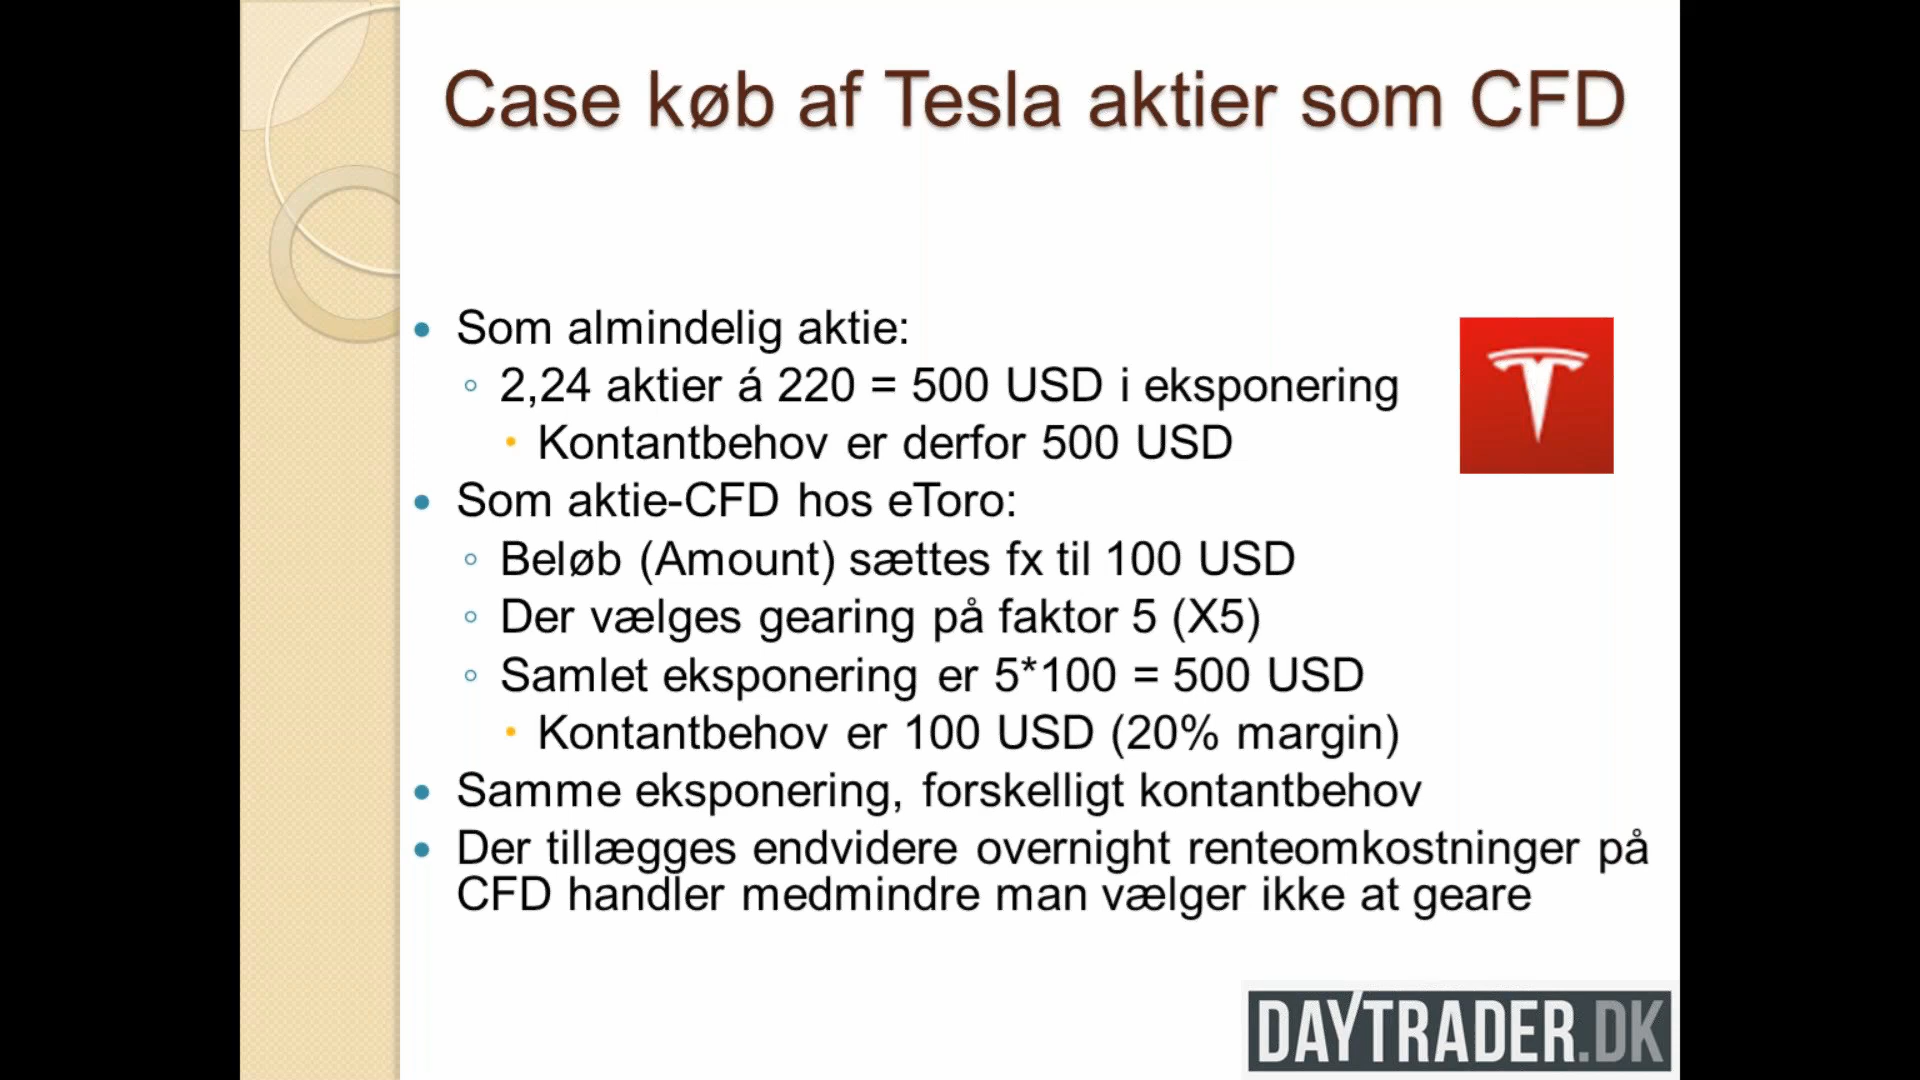 Case køb af Tesla aktier som CFD
Som almindelig aktie:
2,24 aktier á 220 = 500 USD i eksponering
Kontantbehov er derfor 500 USD
Som aktie-CFD hos eToro:
Beløb (Amount) sættes fx til 100 USD
Der vælges gearing på faktor 5 (X5)
Samlet eksponering er 5*100 = 500 USD
Kontantbehov er 100 USD (20% margin)
Samme eksponering, forskelligt kontantbehov
Der tillægges endvidere overnight renteomkostninger på
CFD handler medmindre man vælger ikke at geare
DAYTRADER.DK